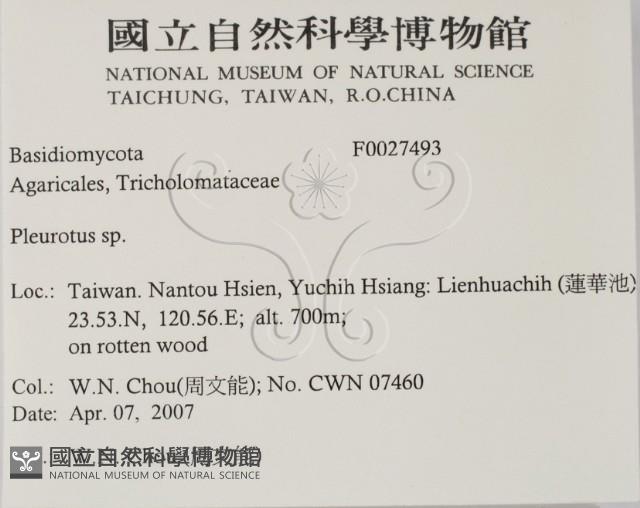 國立自然科學博物館
NATIONAL MUSEUM OF NATURAL SCIENCE
TAICHUNG, TAIWAN, R.O.CHINA
Basidiomycota F0027493
Agaricales, Tricholomataceae
Pleurotus sp.
Loc.: Taiwan. Nantou Hsien, Yuchih Hsiang: Lienhuachih (蓮華池)
23.53.N, 120.56.E; alt. 700m;
on rotten wood
Col.: W.N. Chou(周文能); No. CWN 07460
Date: Apr. 07, 2007
國立自然科學博物館
NATIONAL MUSEUM OF NATURAL SCIENCE